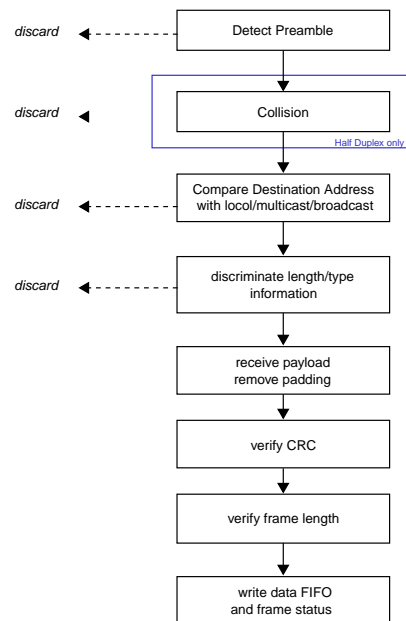 discard
Detect Preamble
discard
Collision
Half Duplex only
discard
Compare Destination Address
with locol/multicast/broadcast
discard
discriminate length/type
information
receive payload
remove padding
verify CRC
verify frame length
write data FIFO
and frame status